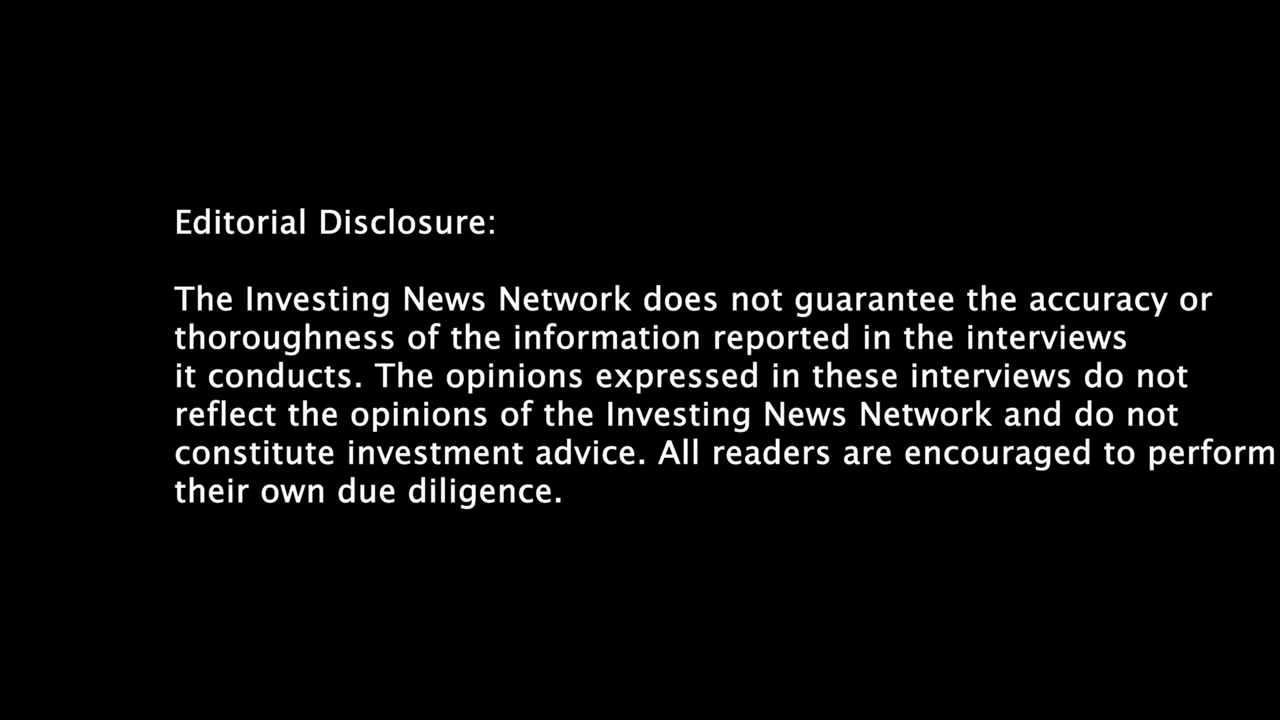 Editorial Disclosure:
The Investing News Network does not guarantee the accuracy or
thoroughness of the information reported in the interviews
it conducts. The opinions expressed in these interviews do not
reflect the opinions of the Investing News Network and do not
constitute investment advice. All readers are encouraged to perform
their own due diligence.